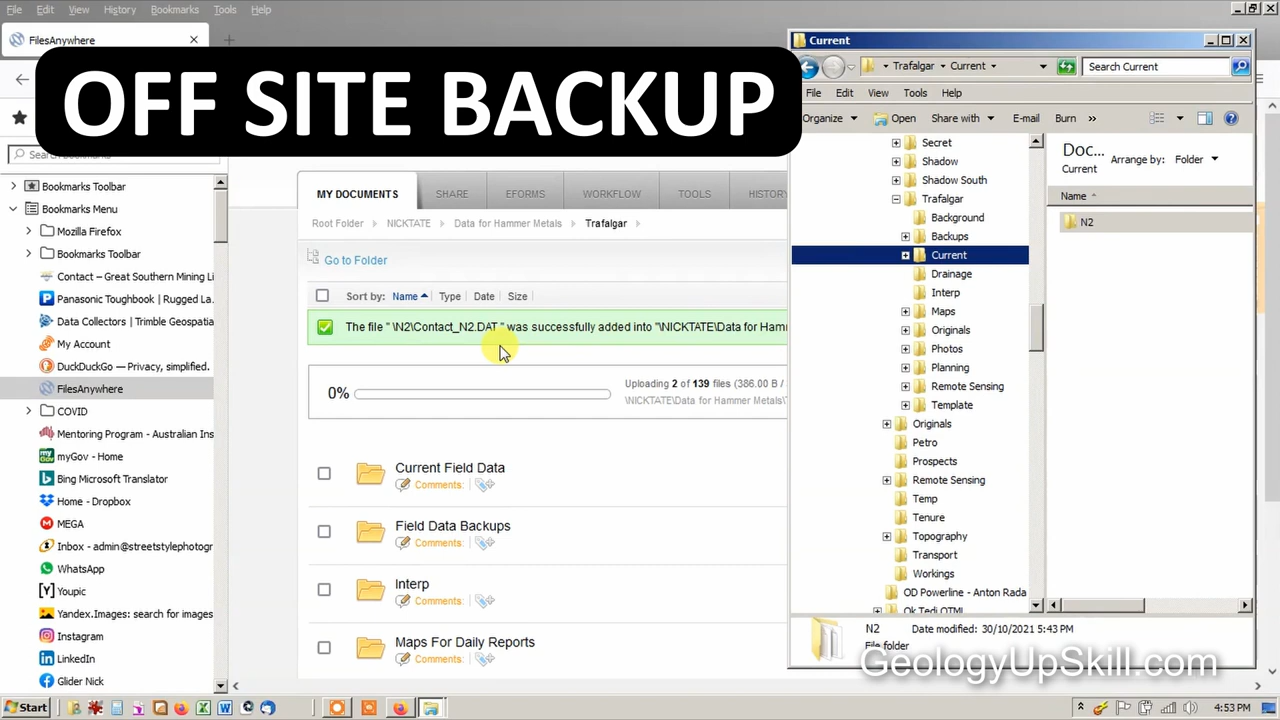 File Edit View History Bookmarks Tools Help
FilesAnywhere
OFF SITE BACKUP
Bookmarks Toolbar
Bookmarks Menu
Mozilla Firefox
Bookmarks Toolbar
Contact – Great Southern Mining Li
Panasonic Toughbook | Rugged La
Data Collectors | Trimble Geospatia
My Account
DuckDuckGo — Privacy, simplified.
FilesAnywhere
COVID
Mentoring Program - Australian Ins
myGov - Home
Bing Microsoft Translator
Home - Dropbox
MEGA
Inbox - admin@streetstylephotogr
WhatsApp
Youpic
Yandex.Images: search for images
Instagram
LinkedIn
Glider Nick
MY DOCUMENTS SHARE EFORMS WORKFLOW TOOLS HISTORY
Root Folder NICKTATE Data for Hammer Metals Trafalgar
Go to Folder
Sort by: Name Type Date Size
The file " \N2\Contact_N2.DAT " was successfully added into "\NICKTATE\Data for Hamm
0% Uploading 2 of 139 files (386.00 B /
\NICKTATE\Data for Hammer Metals\T
Current Field Data
Comments:
Field Data Backups
Comments:
Interp
Comments:
Maps For Daily Reports
Comments:
Current
Trafalgar Current Search Current
File Edit View Tools Help
Organize Open Share with E-mail Burn »
Secret
Shadow
Shadow South
Trafalgar
Background
Backups
Current
Drainage
Interp
Maps
Originals
Photos
Planning
Remote Sensing
Template
Originals
Petro
Prospects
Remote Sensing
Temp
Tenure
Topography
Transport
Workings
OD Powerline - Anton Rada
Ok Tedi OTML
Doc... Arrange by: Folder
Current
Name
N2
N2 Date modified: 30/10/2021 5:43 PM
File folder
GeologyUpSkill.com
Start 4:53 PM